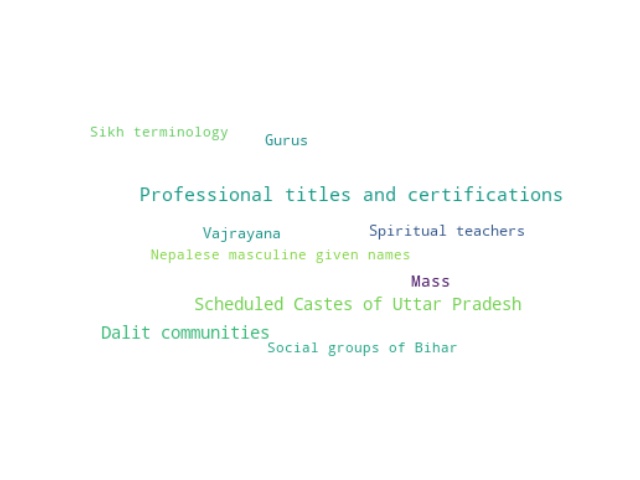 Sikh terminology
Gurus
Professional titles and certifications
Spiritual teachers
Vajrayana
Nepalese masculine given names
Mass
Scheduled Castes of Uttar Pradesh
Dalit communities
Social groups of Bihar